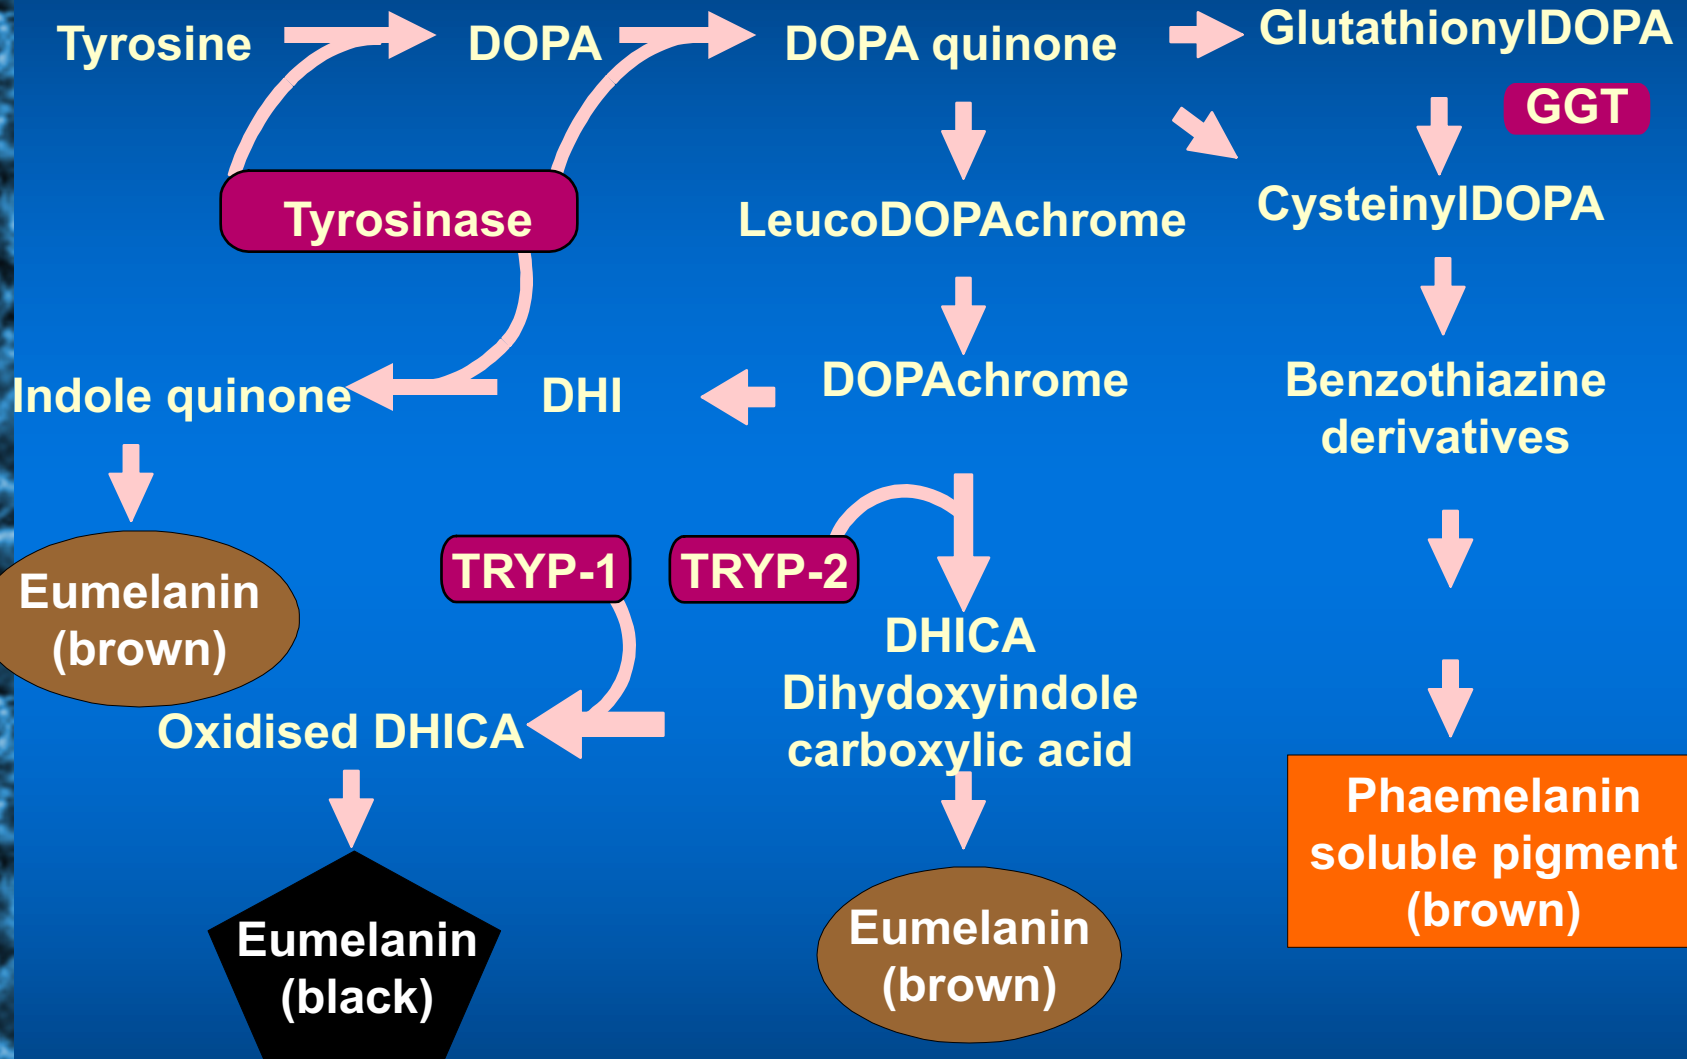 Tyrosine
DOPA
DOPA quinone
GlutathionylDOPA
GGT
Tyrosinase
LeucoDOPAchrome
CysteinylDOPA
Indole quinone
DHI
DOPAchrome
Benzothiazine
derivatives
Eumelanin
(brown)
TRYP-1
TRYP-2
DHICA
Dihydoxyindole
carboxylic acid
Oxidised DHICA
Eumelanin
(black)
Eumelanin
(brown)
Phaemelanin
soluble pigment
(brown)